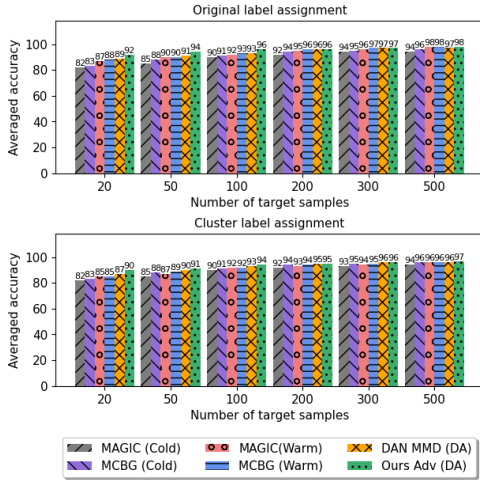 Original label assignment
Averaged accuracy
100
80
60
40
20
0
82 83 87 88 89 92
85 88 90 90 91 94
90 91 92 93 93 96
92 94 95 96 96 96
94 95 96 97 97 97
94 96 98 98 97 98
20 50 100 200 300 500
Number of target samples
Cluster label assignment
Averaged accuracy
100
80
60
40
20
0
82 83 85 85 87 90
85 88 87 89 90 91
90 91 92 92 93 94
92 94 93 94 95 95
93 95 94 95 96 96
94 96 96 96 96 97
20 50 100 200 300 500
Number of target samples
MAGIC (Cold) MAGIC(Warm) DAN MMD (DA)
MCBG (Cold) MCBG (Warm) Ours Adv (DA)